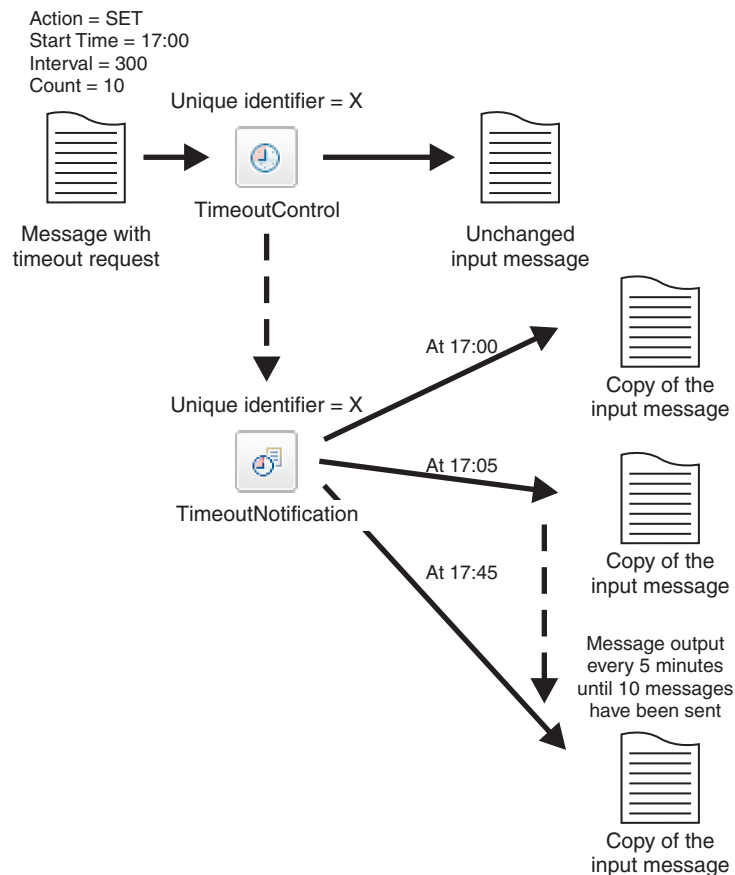 Action = SET
Start Time = 17:00
Interval = 300
Count = 10
Unique identifier = X
TimeoutControl
Message with
timeout request
Unchanged
input message
At 17:00
Copy of the
input message
Unique identifier = X
TimeoutNotification
At 17:05
Copy of the
input message
At 17:45
Message output
every 5 minutes
until 10 messages
have been sent
Copy of the
input message